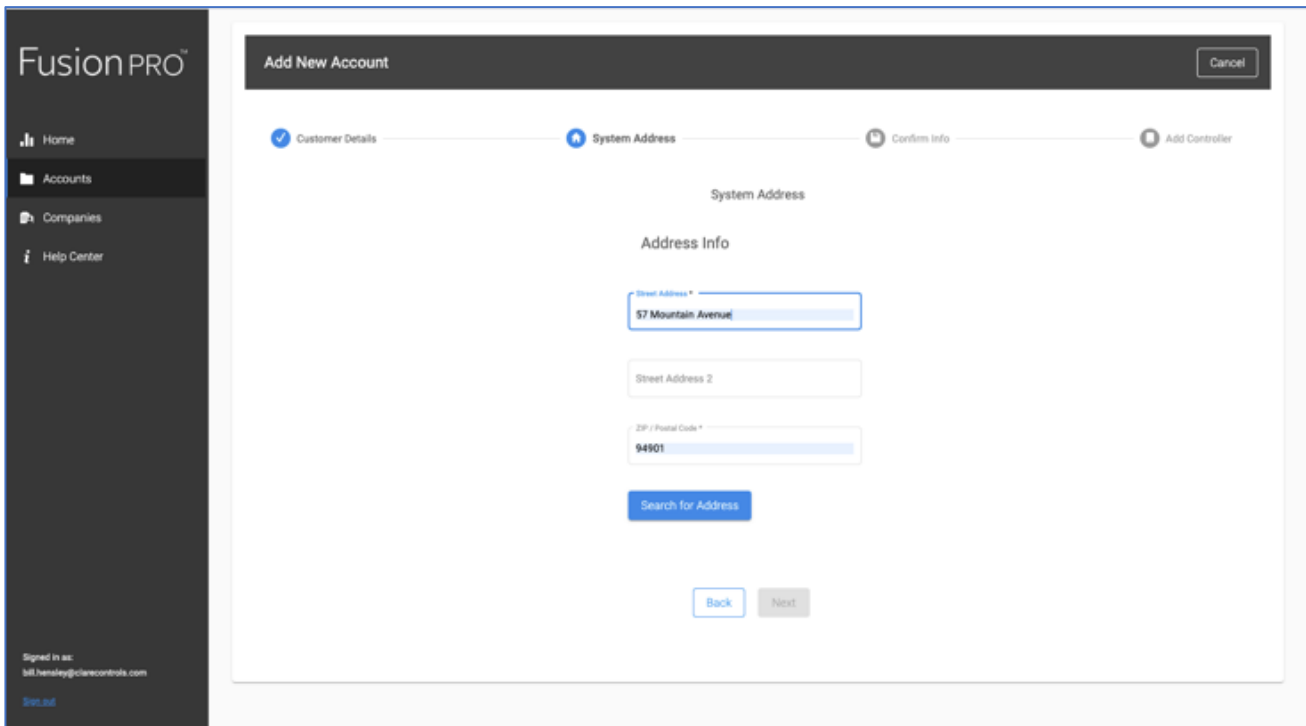 FusionPRO™
Home
Accounts
Companies
Help Center
Signed in as:
bill.hensley@clarecontrols.com
Sign out
Add New Account
Cancel
Customer Details
System Address
Confirm Info
Add Controller
System Address
Address Info
Street Address *
57 Mountain Avenue
Street Address 2
ZIP / Postal Code *
94901
Search for Address
Back
Next